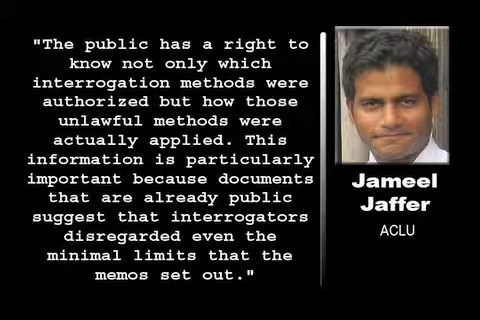 "The public has a right to
know not only which
interrogation methods were
authorized but how those
unlawful methods were
actually applied. This
information is particularly
important because documents
that are already public
suggest that interrogators
disregarded even the
minimal limits that the
memos set out."
Jameel
Jaffer
ACLU